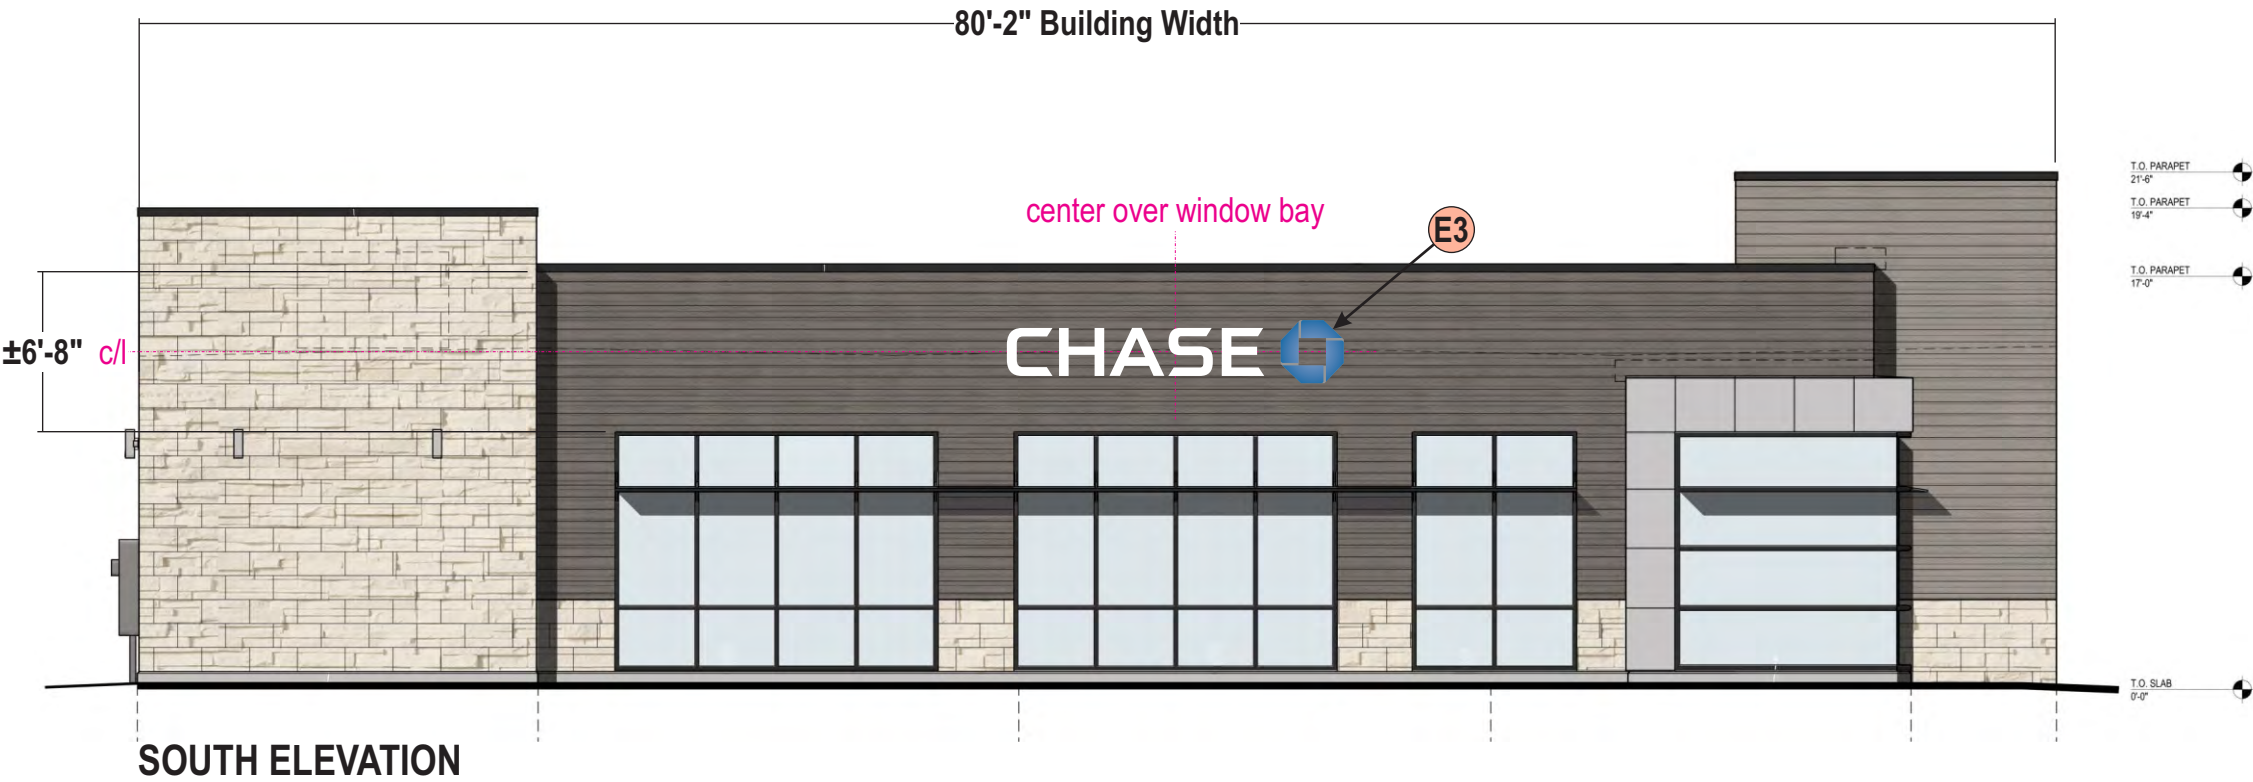 80'-2" Building Width
T.O. PARAPET
21'-6"
T.O. PARAPET
19'-4"
center over window bay
E3
T.O. PARAPET
17'-0"
±6'-8" c/l
CHASE
T.O. SLAB
0'-0"
SOUTH ELEVATION